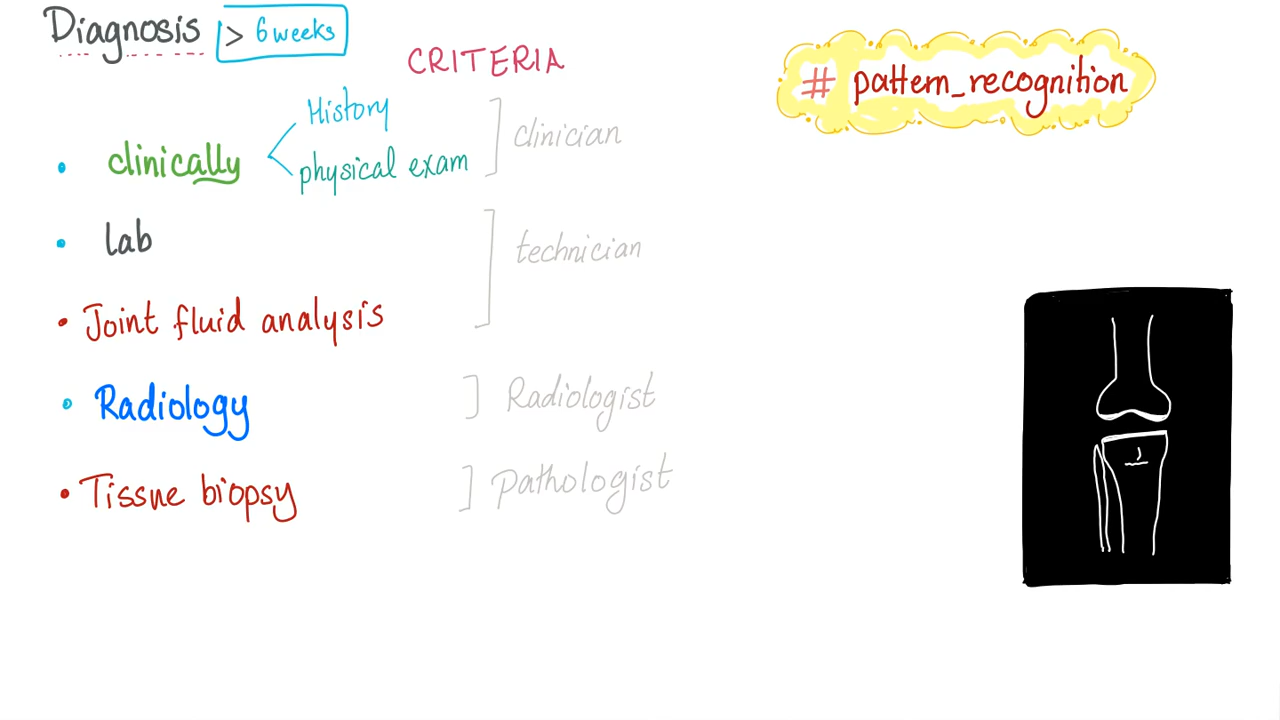 Diagnosis > 6 weeks
CRITERIA
# pattern_recognition
• clinically
History
physical exam
clinician
• lab
technician
• Joint fluid analysis
• Radiology
Radiologist
• Tissue biopsy
pathologist